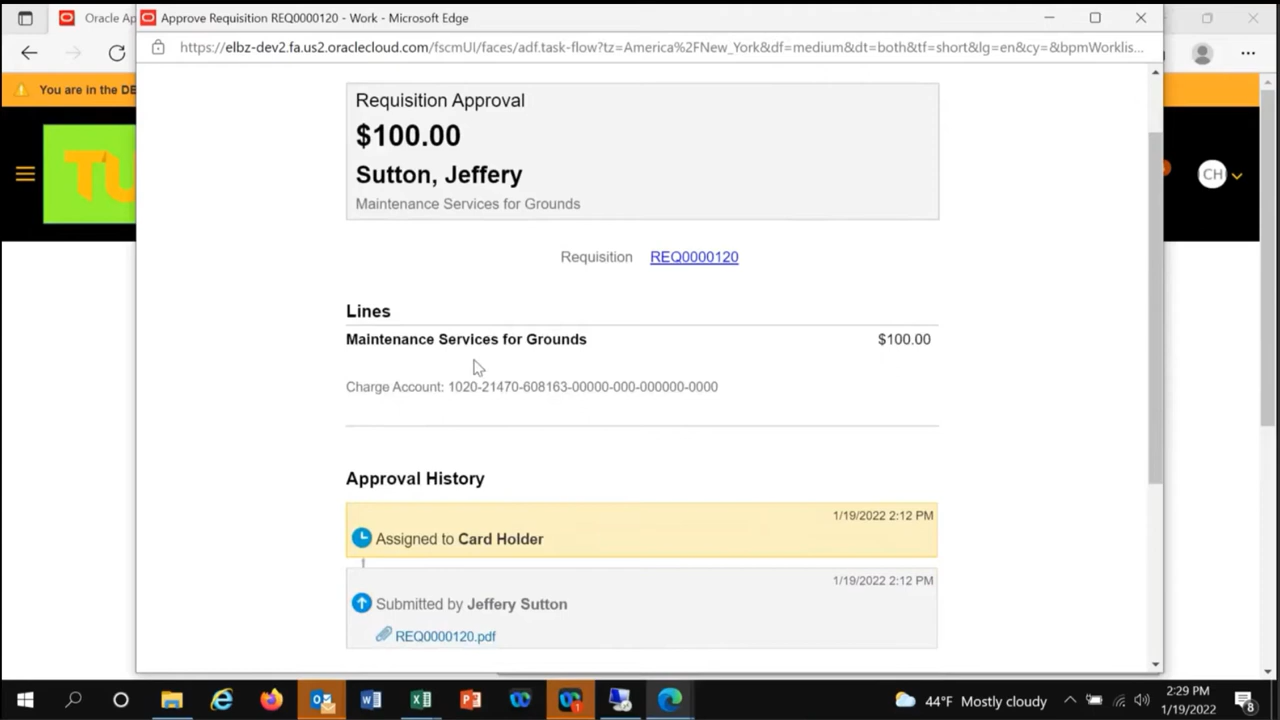 Oracle Ap
Approve Requisition REQ0000120 - Work - Microsoft Edge
https://elbz-dev2.fa.us2.oraclecloud.com/fscmUI/faces/adf.task-flow?tz=America%2FNew_York&df=medium&dt=both&tf=short&lg=en&cy=&bpmWorklis...
You are in the DE
TU
CH
Requisition Approval
$100.00
Sutton, Jeffery
Maintenance Services for Grounds
Requisition REQ0000120
Lines
Maintenance Services for Grounds $100.00
Charge Account: 1020-21470-608163-00000-000-000000-0000
Approval History
1/19/2022 2:12 PM
Assigned to Card Holder
1/19/2022 2:12 PM
Submitted by Jeffery Sutton
REQ0000120.pdf
44°F Mostly cloudy
2:29 PM
1/19/2022
8